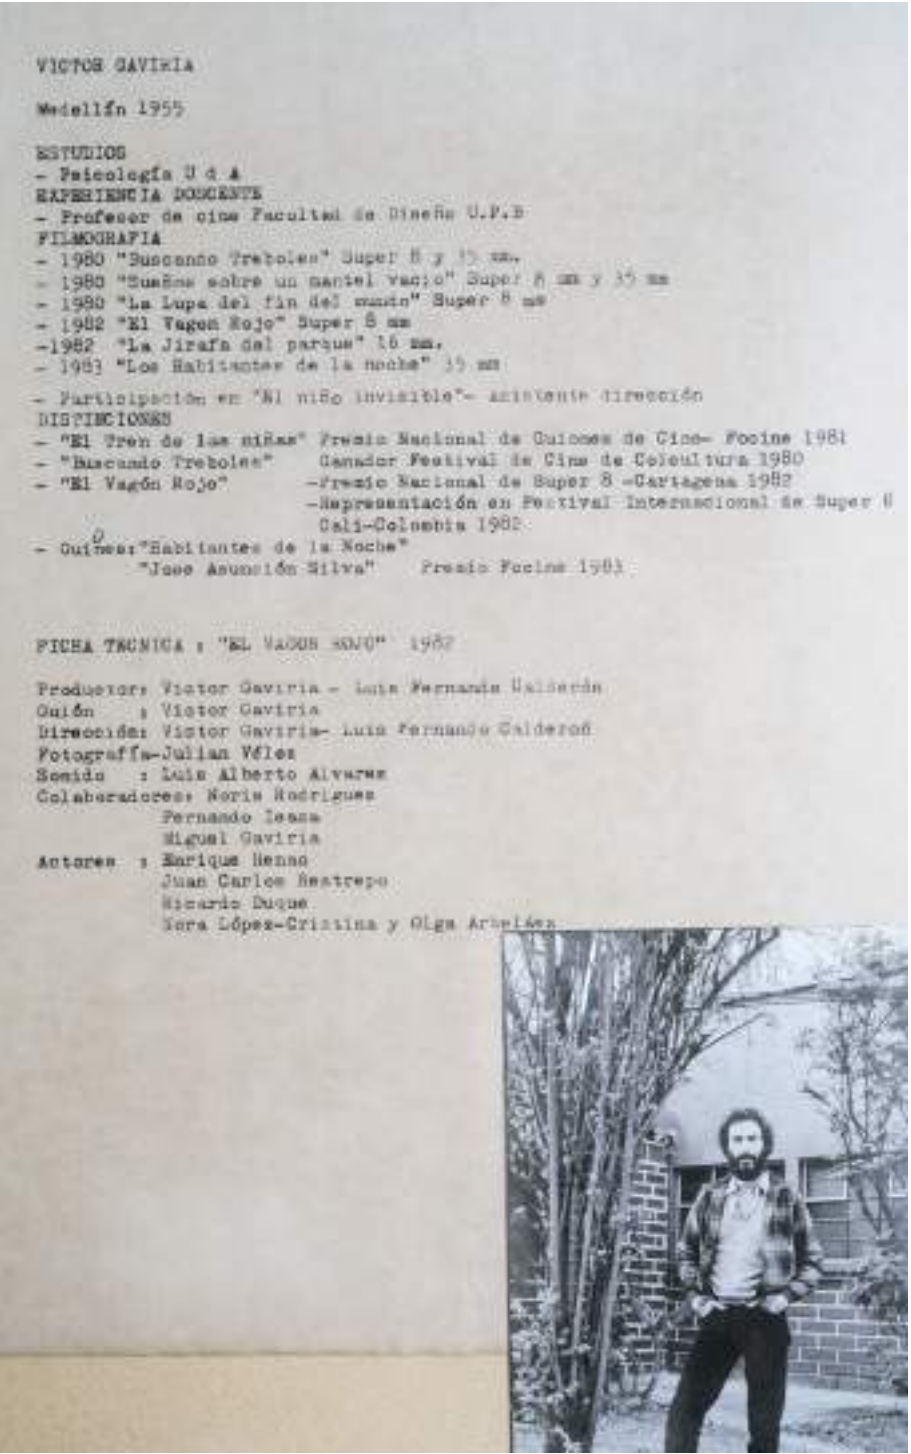 VICTOR GAVIRIA
Medellín 1955
ESTUDIOS
- Psicología U d A
EXPERIENCIA DOSCENTE
- Profesor de cine Facultad de Diseño U.P.B
FILMOGRAFIA
- 1980 "Buscando Treboles" Super 8 y 35 mm.
- 1980 "Sueños sobre un mantel vacio" Super 8 mm y 35 mm
- 1980 "La Lupa del fin del mundo" Super 8 mm
- 1982 "El Vagon Rojo" Super 8 mm
-1982 "La Jirafa del parque" 16 mm.
- 1983 "Los Habitantes de la noche" 35 mm
- Participación en "El niño invisible"- asistente dirección
DISTINCIONES
- "El Tren de las niñas" Premio Nacional de Guiones de Cine- Focine 1981
- "Buscando Treboles" Ganador Festival de Cine de Colcultura 1980
- "El Vagón Rojo" -Premio Nacional de Super 8 -Cartagena 1982
-Representación en Festival Internacional de Super 8
Cali-Colombia 1982
- "Habitantes de la Noche"
"Jose Asunción Silva" Premio Focine 1983
FICHA TECNICA : "EL VAGON ROJO" 1982
Productor: Victor Gaviria - Luis Fernando
Guión : Victor Gaviria
Dirección: Victor Gaviria- Luis Fernando
Fotografía-Julian Vélez
Sonido : Luis Alberto Alvarez
Colaboradores: Noris Rodriguez
Fernando Isaza
Miguel Gaviria
Actores : Enrique Henao
Juan Carlos Restrepo
Ricardo Duque
Nora López-Cristina y Olga Arbeláez